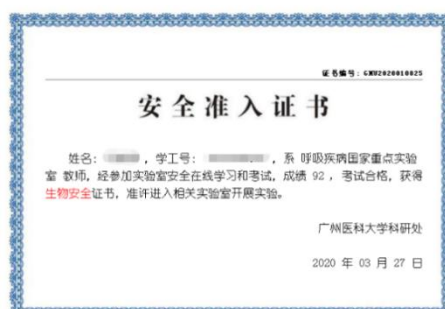 证书编号：GMU2020010825
安全准入证书
姓名： ，学工号： ，系 呼吸疾病国家重点实验
室 教师，经参加实验室安全在线学习和考试，成绩 92 ，考试合格，获得
生物安全证书，准许进入相关实验室开展实验。
广州医科大学科研处
2020 年 03 月 27 日